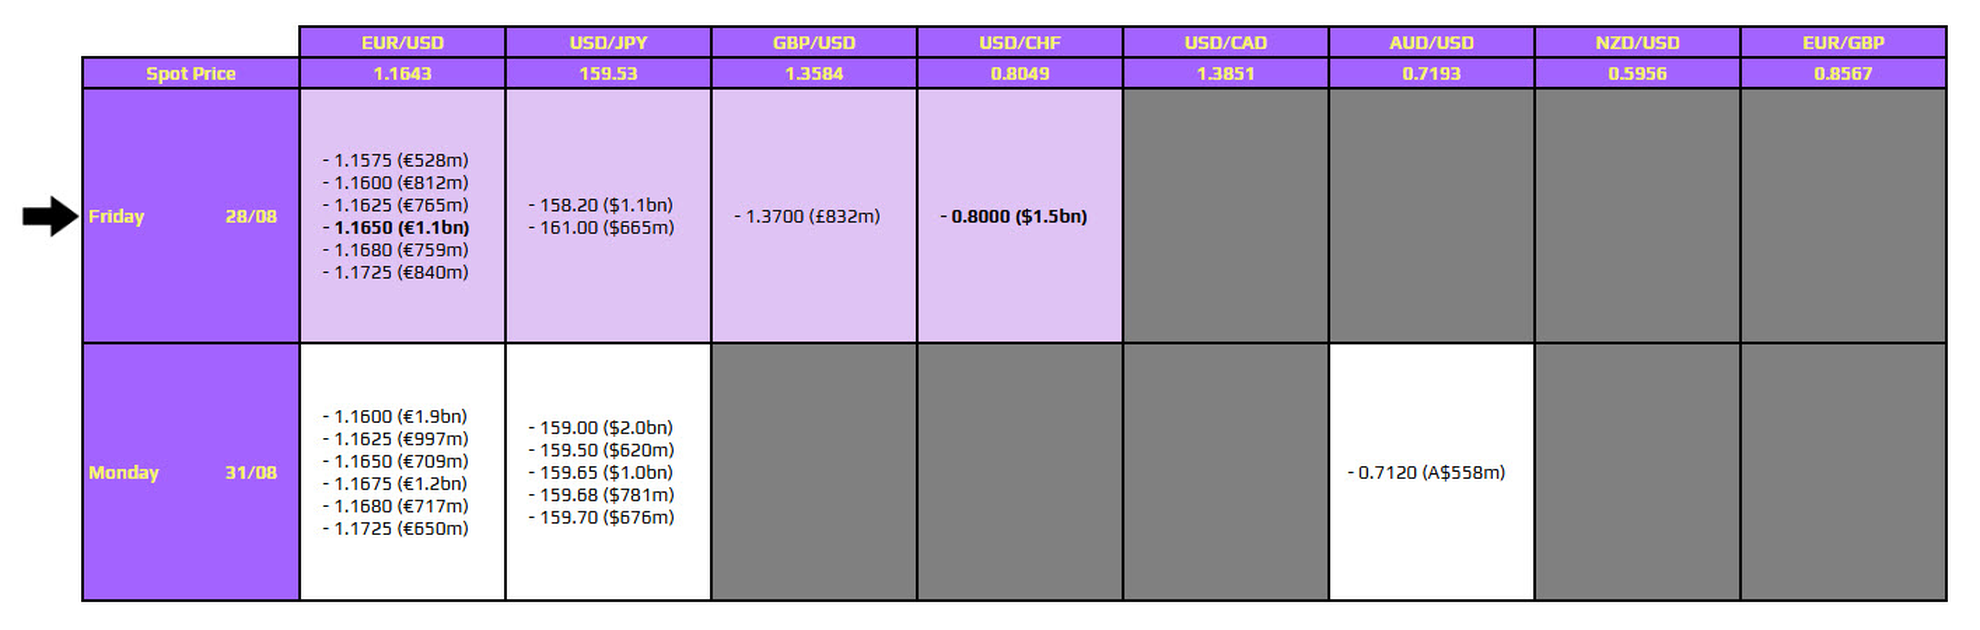 EUR/USD USD/JPY GBP/USD USD/CHF USD/CAD AUD/USD NZD/USD EUR/GBP
Spot Price 1.1643 159.53 1.3584 0.8049 1.3851 0.7193 0.5956 0.8567
Friday 28/08
- 1.1575 (€528m)
- 1.1600 (€812m)
- 1.1625 (€765m)
- 1.1650 (€1.1bn)
- 1.1680 (€759m)
- 1.1725 (€840m)
- 158.20 ($1.1bn)
- 161.00 ($665m)
- 1.3700 (£832m)
- 0.8000 ($1.5bn)
Monday 31/08
- 1.1600 (€1.9bn)
- 1.1625 (€997m)
- 1.1650 (€709m)
- 1.1675 (€1.2bn)
- 1.1680 (€717m)
- 1.1725 (€650m)
- 159.00 ($2.0bn)
- 159.50 ($620m)
- 159.65 ($1.0bn)
- 159.68 ($781m)
- 159.70 ($676m)
- 0.7120 (A$558m)